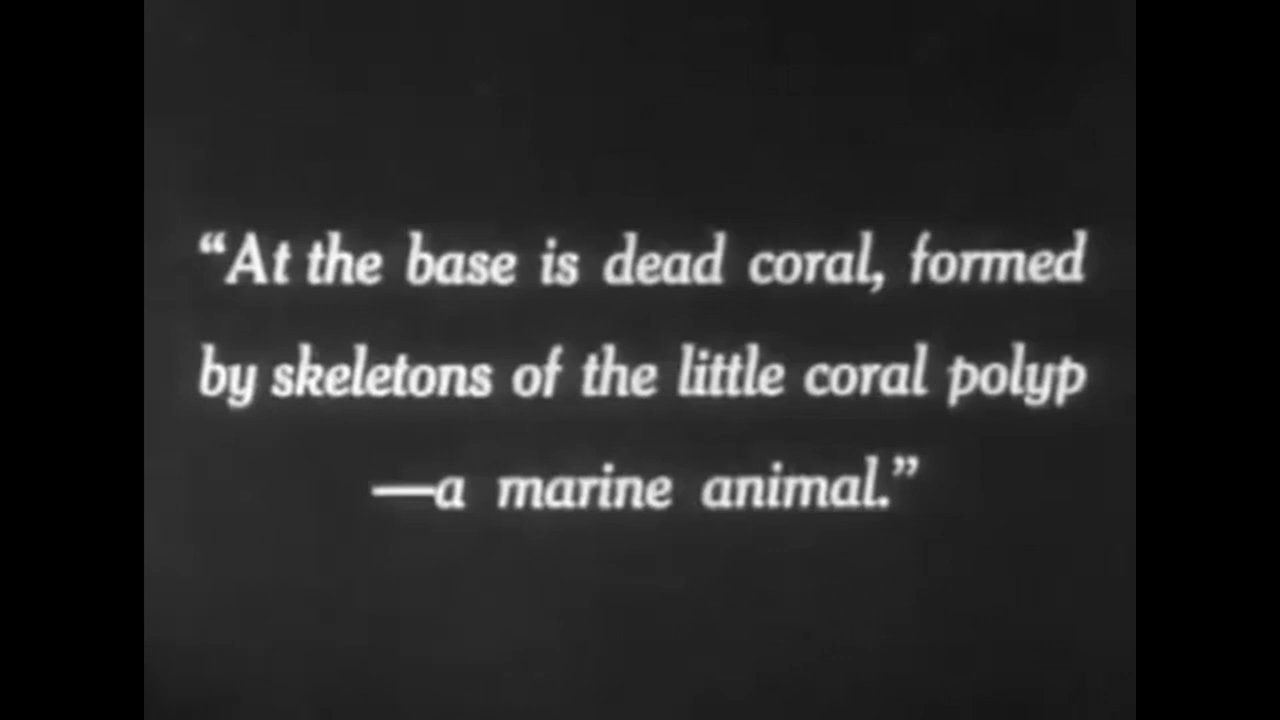 “At the base is dead coral, formed
by skeletons of the little coral polyp
—a marine animal.”